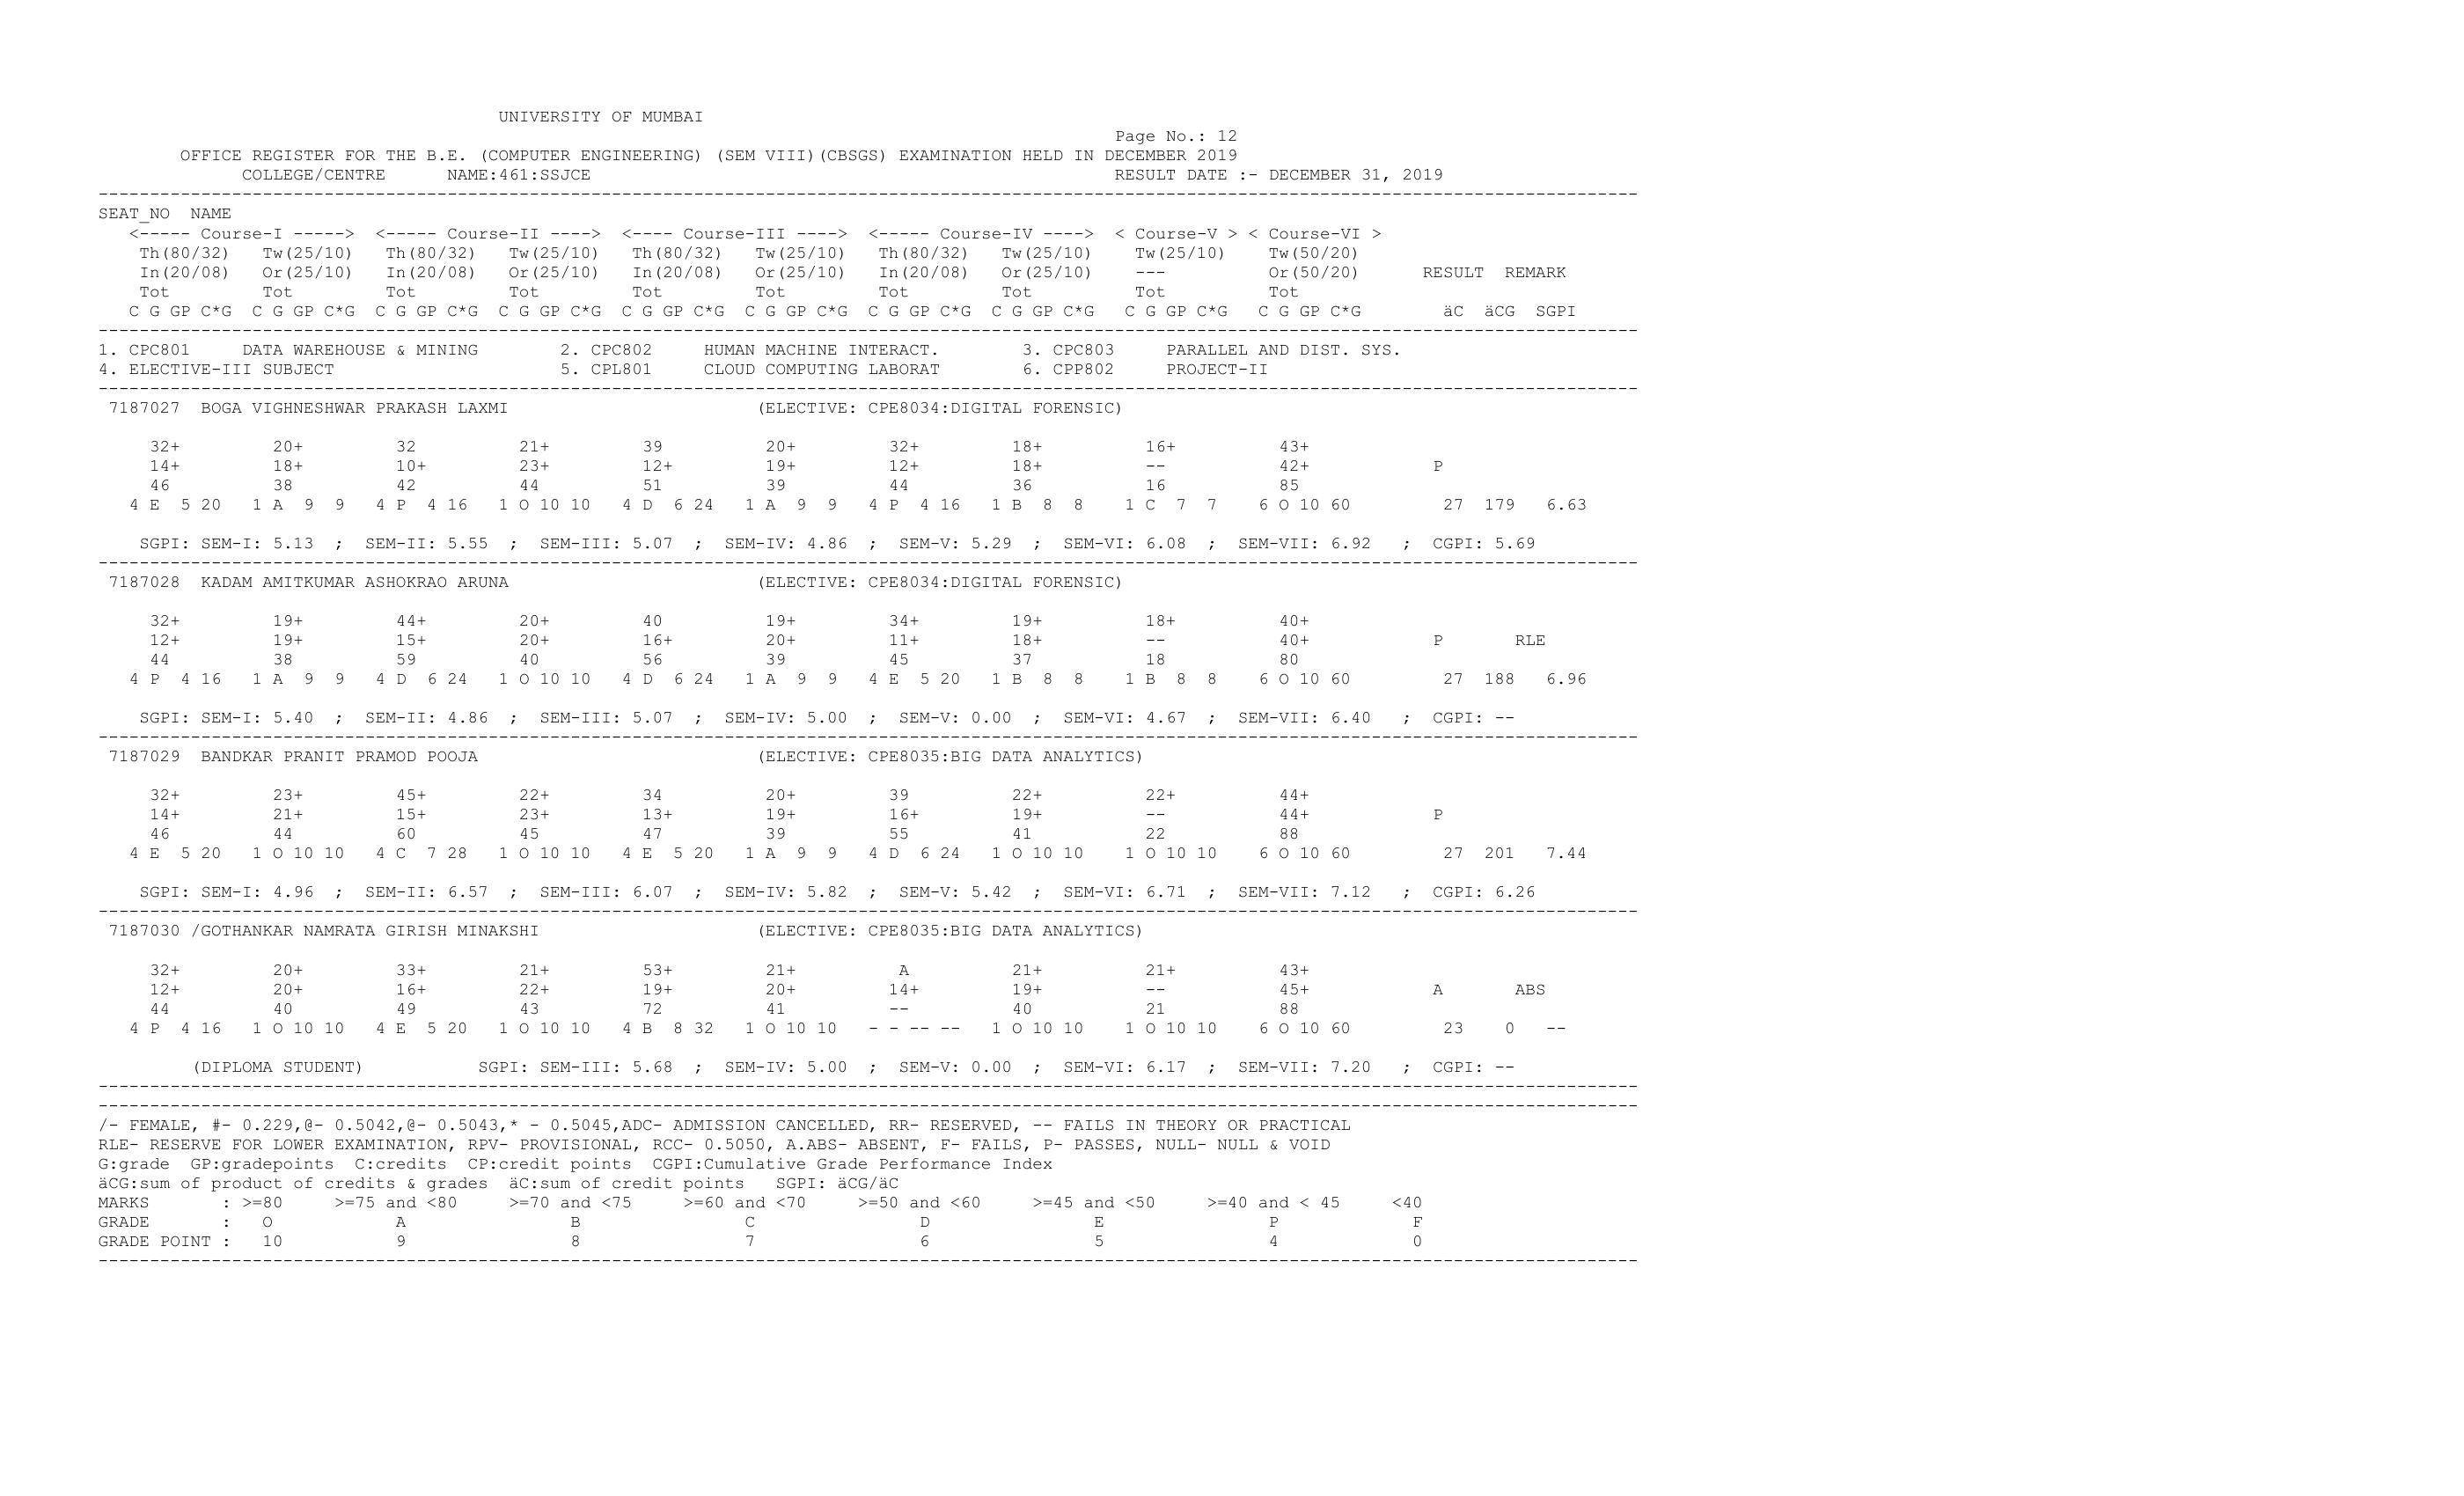 UNIVERSITY OF MUMBAI
Page No.: 12
OFFICE REGISTER FOR THE B.E. (COMPUTER ENGINEERING) (SEM VIII)(CBSGS) EXAMINATION HELD IN DECEMBER 2019
COLLEGE/CENTRE      NAME:461:SSJCE      RESULT DATE :- DECEMBER 31, 2019
SEAT_NO  NAME
<----- Course-I ----->  <----- Course-II ---->  <---- Course-III ---->  <----- Course-IV ---->  < Course-V > < Course-VI >
Th(80/32)   Tw(25/10)   Th(80/32)   Tw(25/10)   Th(80/32)   Tw(25/10)   Th(80/32)   Tw(25/10)   Tw(25/10)   Tw(50/20)
In(20/08)   Or(25/10)   In(20/08)   Or(25/10)   In(20/08)   Or(25/10)   In(20/08)   Or(25/10)   ---   Or(50/20)   RESULT  REMARK
Tot   Tot   Tot   Tot   Tot   Tot   Tot   Tot   Tot   Tot
C G GP C*G  C G GP C*G  C G GP C*G  C G GP C*G  C G GP C*G  C G GP C*G  C G GP C*G  C G GP C*G   C G GP C*G   C G GP C*G   äC  äCG  SGPI
1. CPC801     DATA WAREHOUSE & MINING     2. CPC802     HUMAN MACHINE INTERACT.     3. CPC803     PARALLEL AND DIST. SYS.
4. ELECTIVE-III SUBJECT     5. CPL801     CLOUD COMPUTING LABORAT     6. CPP802     PROJECT-II
7187027  BOGA VIGHNESHWAR PRAKASH LAXMI     (ELECTIVE: CPE8034:DIGITAL FORENSIC)
32+   20+   32   21+   39   20+   32+   18+   16+   43+
14+   18+   10+   23+   12+   19+   12+   18+   --   42+   P
46   38   42   44   51   39   44   36   16   85
4 E  5 20   1 A  9  9   4 P  4 16   1 O 10 10   4 D  6 24   1 A  9  9   4 P  4 16   1 B  8  8   1 C  7  7   6 O 10 60   27  179   6.63
SGPI: SEM-I: 5.13  ;  SEM-II: 5.55  ;  SEM-III: 5.07  ;  SEM-IV: 4.86  ;  SEM-V: 5.29  ;  SEM-VI: 6.08  ;  SEM-VII: 6.92   ;  CGPI: 5.69
7187028  KADAM AMITKUMAR ASHOKRAO ARUNA     (ELECTIVE: CPE8034:DIGITAL FORENSIC)
32+   19+   44+   20+   40   19+   34+   19+   18+   40+
12+   19+   15+   20+   16+   20+   11+   18+   --   40+   P   RLE
44   38   59   40   56   39   45   37   18   80
4 P  4 16   1 A  9  9   4 D  6 24   1 O 10 10   4 D  6 24   1 A  9  9   4 E  5 20   1 B  8  8   1 B  8  8   6 O 10 60   27  188   6.96
SGPI: SEM-I: 5.40  ;  SEM-II: 4.86  ;  SEM-III: 5.07  ;  SEM-IV: 5.00  ;  SEM-V: 0.00  ;  SEM-VI: 4.67  ;  SEM-VII: 6.40   ;  CGPI: --
7187029  BANDKAR PRANIT PRAMOD POOJA     (ELECTIVE: CPE8035:BIG DATA ANALYTICS)
32+   23+   45+   22+   34   20+   39   22+   22+   44+
14+   21+   15+   23+   13+   19+   16+   19+   --   44+   P
46   44   60   45   47   39   55   41   22   88
4 E  5 20   1 O 10 10   4 C  7 28   1 O 10 10   4 E  5 20   1 A  9  9   4 D  6 24   1 O 10 10   1 O 10 10   6 O 10 60   27  201   7.44
SGPI: SEM-I: 4.96  ;  SEM-II: 6.57  ;  SEM-III: 6.07  ;  SEM-IV: 5.82  ;  SEM-V: 5.42  ;  SEM-VI: 6.71  ;  SEM-VII: 7.12   ;  CGPI: 6.26
7187030 /GOTHANKAR NAMRATA GIRISH MINAKSHI     (ELECTIVE: CPE8035:BIG DATA ANALYTICS)
32+   20+   33+   21+   53+   21+   A   21+   21+   43+
12+   20+   16+   22+   19+   20+   14+   19+   --   45+   A   ABS
44   40   49   43   72   41   --   40   21   88
4 P  4 16   1 O 10 10   4 E  5 20   1 O 10 10   4 B  8 32   1 O 10 10   - - -- --   1 O 10 10   1 O 10 10   6 O 10 60   23   0   --
(DIPLOMA STUDENT)     SGPI: SEM-III: 5.68  ;  SEM-IV: 5.00  ;  SEM-V: 0.00  ;  SEM-VI: 6.17  ;  SEM-VII: 7.20   ;  CGPI: --
/- FEMALE, #- 0.229,@- 0.5042,@- 0.5043,* - 0.5045,ADC- ADMISSION CANCELLED, RR- RESERVED, -- FAILS IN THEORY OR PRACTICAL
RLE- RESERVE FOR LOWER EXAMINATION, RPV- PROVISIONAL, RCC- 0.5050, A.ABS- ABSENT, F- FAILS, P- PASSES, NULL- NULL & VOID
G:grade  GP:gradepoints  C:credits  CP:credit points  CGPI:Cumulative Grade Performance Index
äCG:sum of product of credits & grades  äC:sum of credit points   SGPI: äCG/äC
MARKS       : >=80     >=75 and <80     >=70 and <75     >=60 and <70     >=50 and <60     >=45 and <50     >=40 and < 45     <40
GRADE       :   O   A   B   C   D   E   P   F
GRADE POINT :   10   9   8   7   6   5   4   0